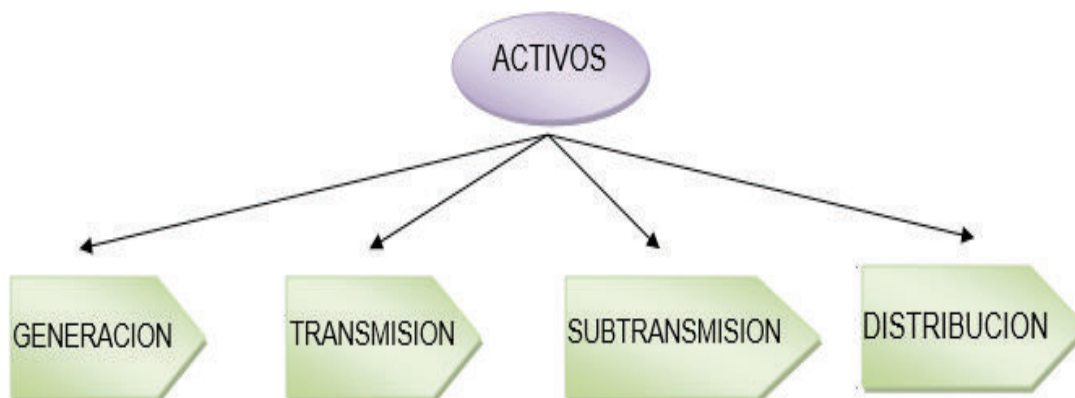 ACTIVOS
GENERACION
TRANSMISION
SUBTRANSMISION
DISTRIBUCION